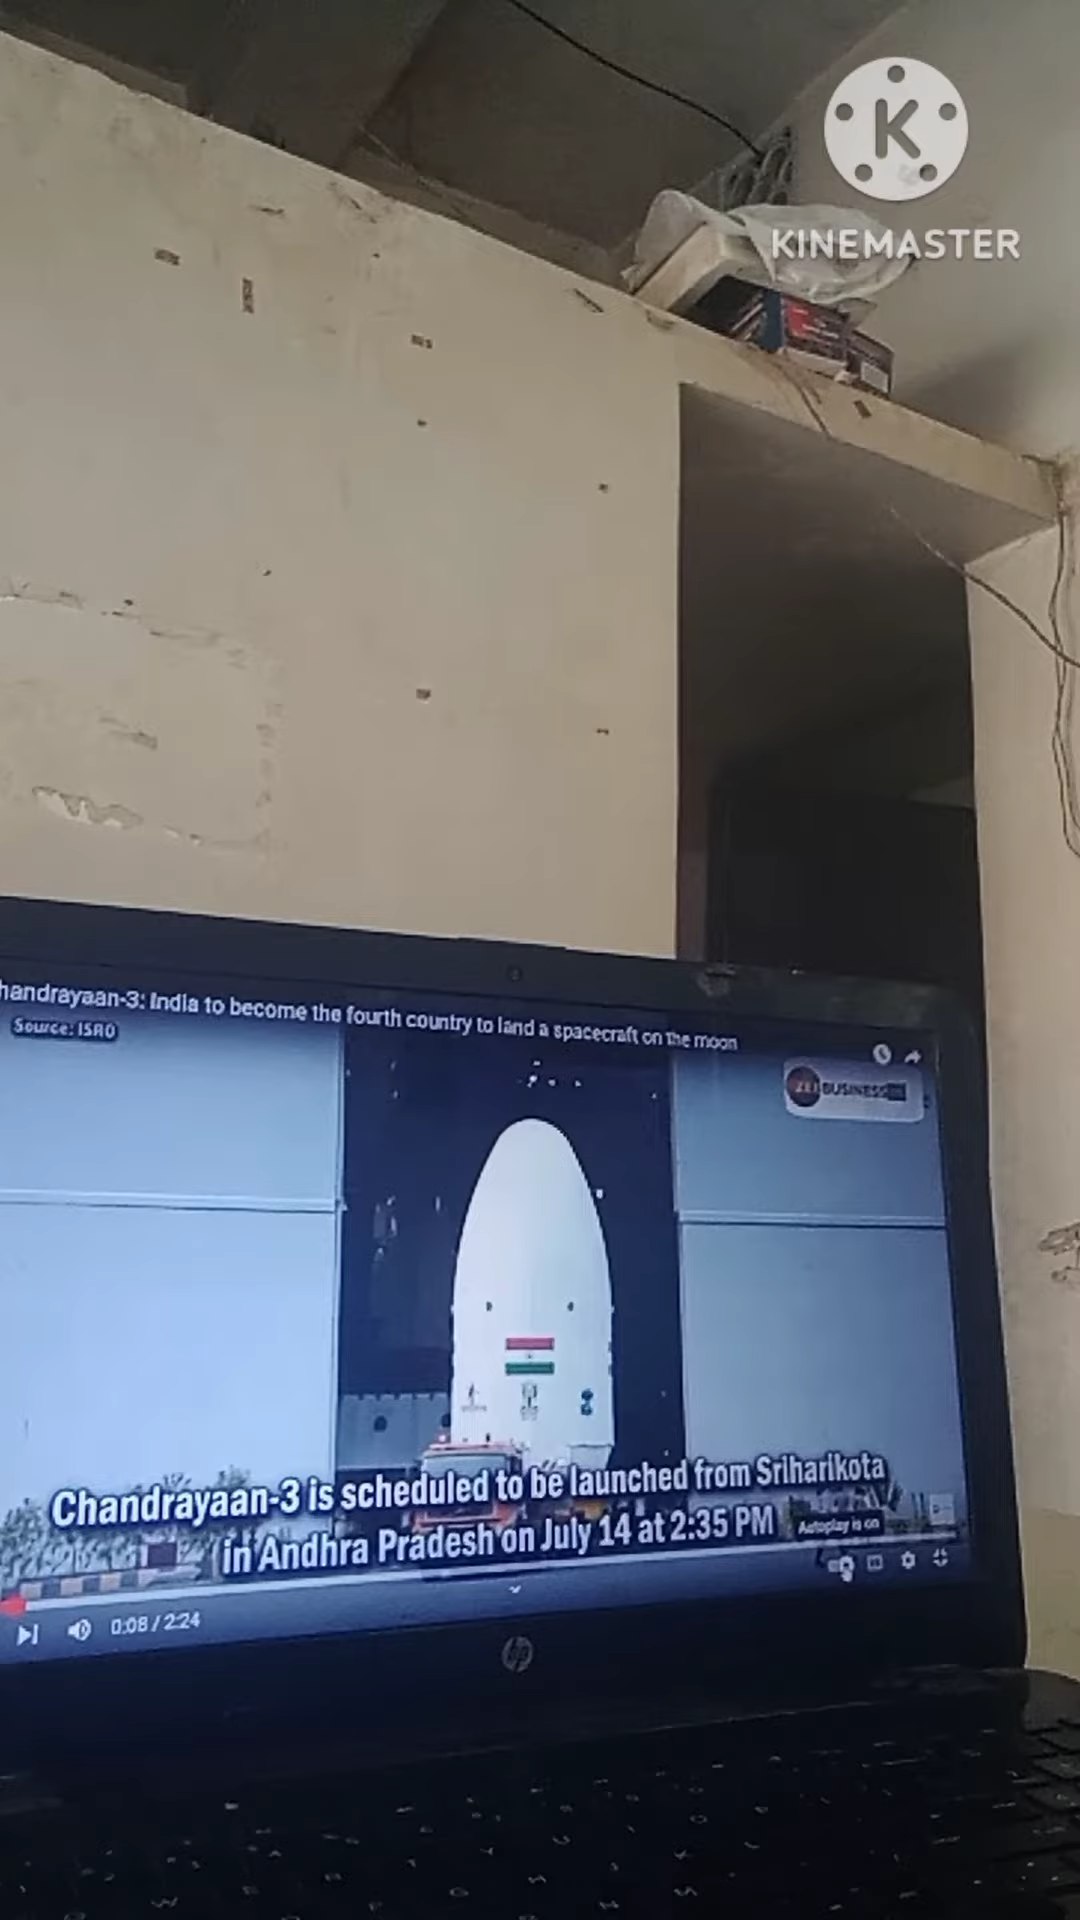 K
KINEMASTER
handrayaan-3: India to become the fourth country to land a spacecraft on the moon
Source: ISRO
ZEE BUSINESS
Chandrayaan-3 is scheduled to be launched from Sriharikota
in Andhra Pradesh on July 14 at 2:35 PM
Autoplay is on
0:08 / 2:24
hp